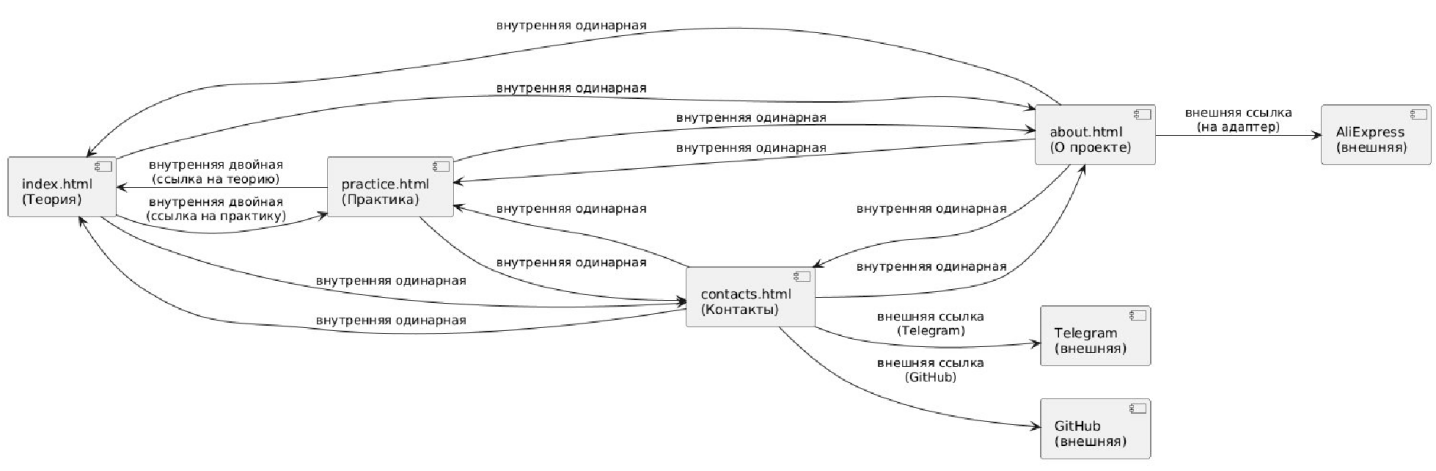 внутренняя одинарная
внутренняя одинарная
внутренняя одинарная
внутренняя одинарная
about.html
(О проекте)
внешняя ссылка
(на адаптер)
AliExpress
(внешняя)
index.html
(Теория)
внутренняя двойная
(ссылка на теорию)
внутренняя двойная
(ссылка на практику)
practice.html
(Практика)
внутренняя одинарная
внутренняя одинарная
внутренняя одинарная
внутренняя одинарная
внутренняя одинарная
внутренняя одинарная
contacts.html
(Контакты)
внешняя ссылка
(Telegram)
Telegram
(внешняя)
внешняя ссылка
(GitHub)
GitHub
(внешняя)